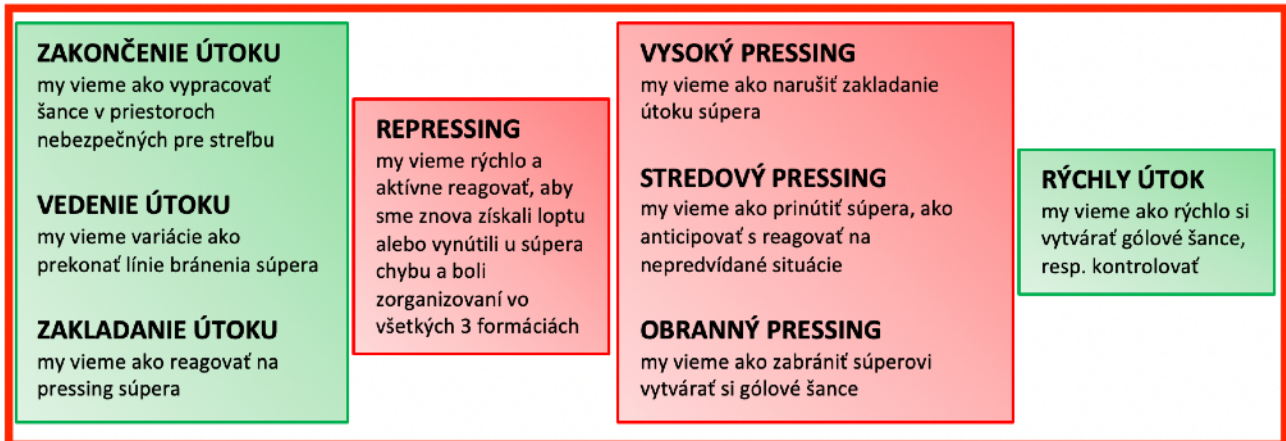 ZAKONČENIE ÚTOKU
my vieme ako vypracovať
šance v priestoroch
nebezpečných pre streľbu
VEDENIE ÚTOKU
my vieme variácie ako
prekonať línie bránenia súpera
ZAKLADANIE ÚTOKU
my vieme ako reagovať na
pressing súpera
REPRESSING
my vieme rýchlo a
aktívne reagovať, aby
sme znova získali loptu
alebo vynútili u súpera
chybu a boli
zorganizovaní vo
všetkých 3 formáciách
VYSOKÝ PRESSING
my vieme ako narušiť zakladanie
útoku súpera
STREDOVÝ PRESSING
my vieme ako prinútiť súpera, ako
anticipovať s reagovať na
nepredvídané situácie
OBRANNÝ PRESSING
my vieme ako zabrániť súperovi
vytvárať si gólové šance
RÝCHLY ÚTOK
my vieme ako rýchlo si
vytvárať gólové šance,
resp. kontrolovať